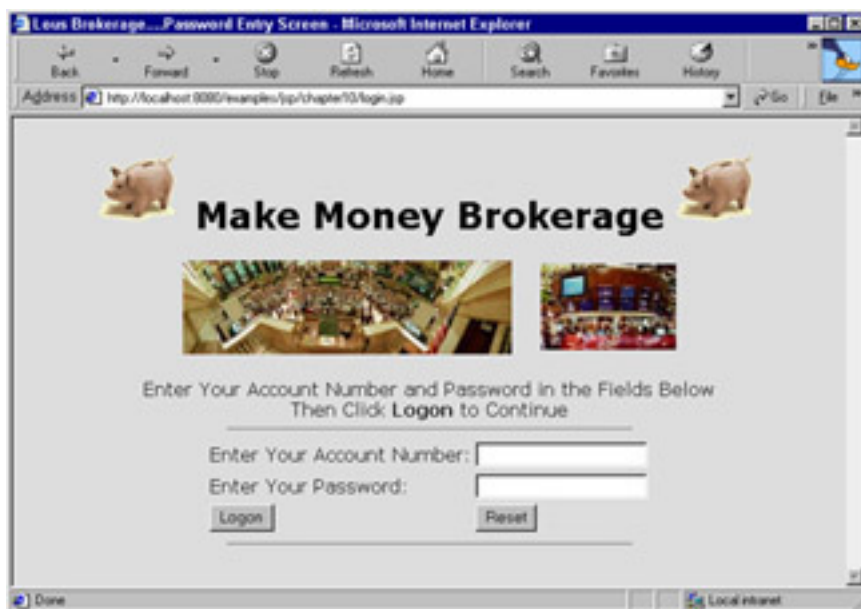 Lous Brokerage....Password Entry Screen - Microsoft Internet Explorer
Back Forward Stop Refresh Home Search Favorites History
Address http://localhost:8080/examples/jsp/chapter10/login.jsp Go File
Make Money Brokerage
Enter Your Account Number and Password in the Fields Below
Then Click Logon to Continue
Enter Your Account Number:
Enter Your Password:
Logon Reset
Done Local intranet